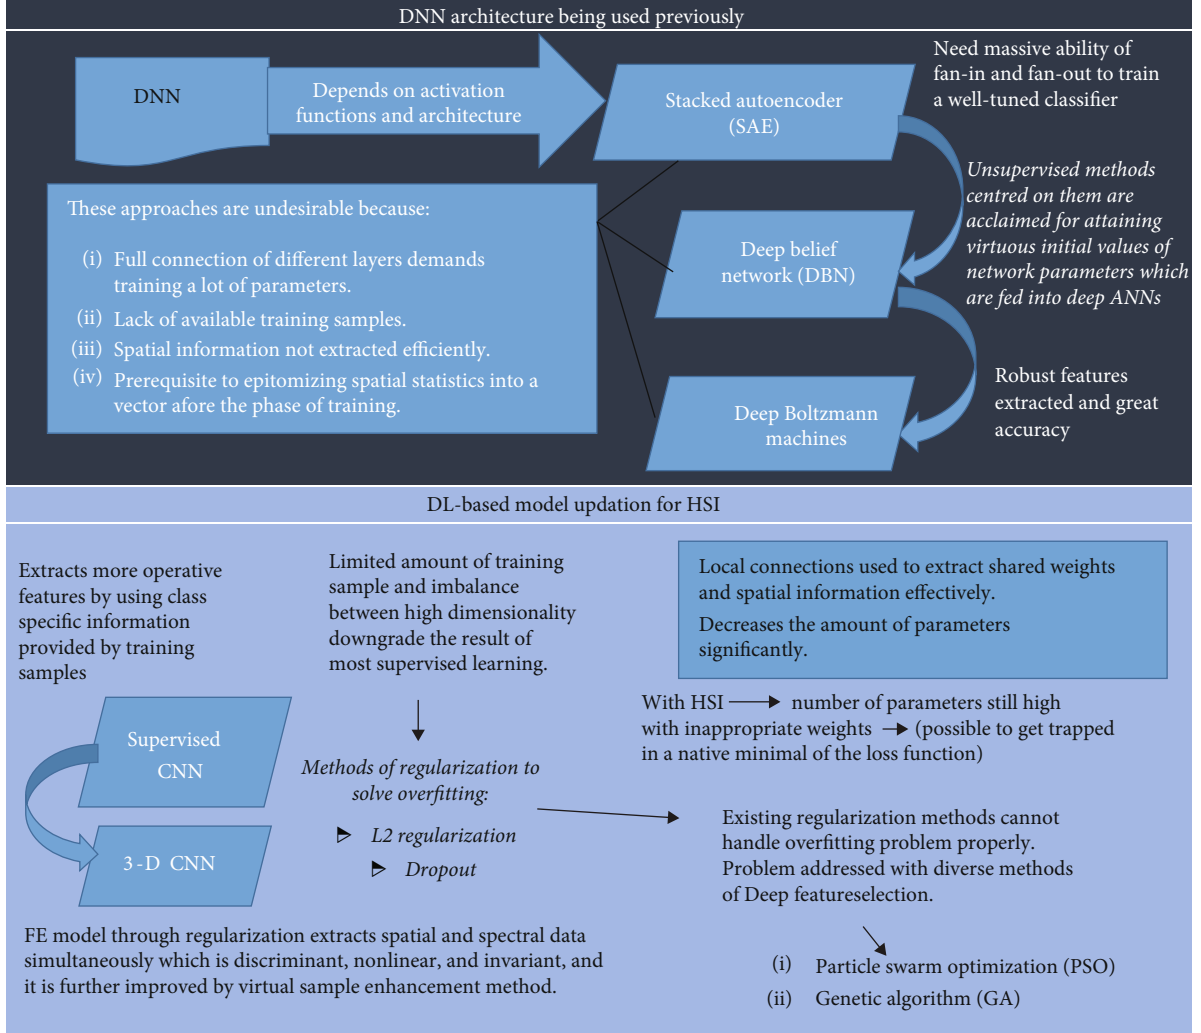 DNN architecture being used previously
DNN
Depends on activation
functions and architecture
Stacked autoencoder
(SAE)
Need massive ability of
fan-in and fan-out to train
a well-tuned classifier
Unsupervised methods
centred on them are
acclaimed for attaining
virtuous initial values of
network parameters which
are fed into deep ANNs
These approaches are undesirable because:
(i) Full connection of different layers demands
training a lot of parameters.
(ii) Lack of available training samples.
(iii) Spatial information not extracted efficiently.
(iv) Prerequisite to epitomizing spatial statistics into a
vector afore the phase of training.
Deep belief
network (DBN)
Robust features
extracted and great
accuracy
Deep Boltzmann
machines
DL-based model updation for HSI
Extracts more operative
features by using class
specific information
provided by training
samples
Supervised
CNN
3-D CNN
Limited amount of training
sample and imbalance
between high dimensionality
downgrade the result of
most supervised learning.
Methods of regularization to
solve overfitting:
L2 regularization
Dropout
Local connections used to extract shared weights
and spatial information effectively.
Decreases the amount of parameters
significantly.
With HSI → number of parameters still high
with inappropriate weights → (possible to get trapped
in a native minimal of the loss function)
Existing regularization methods cannot
handle overfitting problem properly.
Problem addressed with diverse methods
of Deep featureselection.
(i) Particle swarm optimization (PSO)
(ii) Genetic algorithm (GA)
FE model through regularization extracts spatial and spectral data
simultaneously which is discriminant, nonlinear, and invariant, and
it is further improved by virtual sample enhancement method.